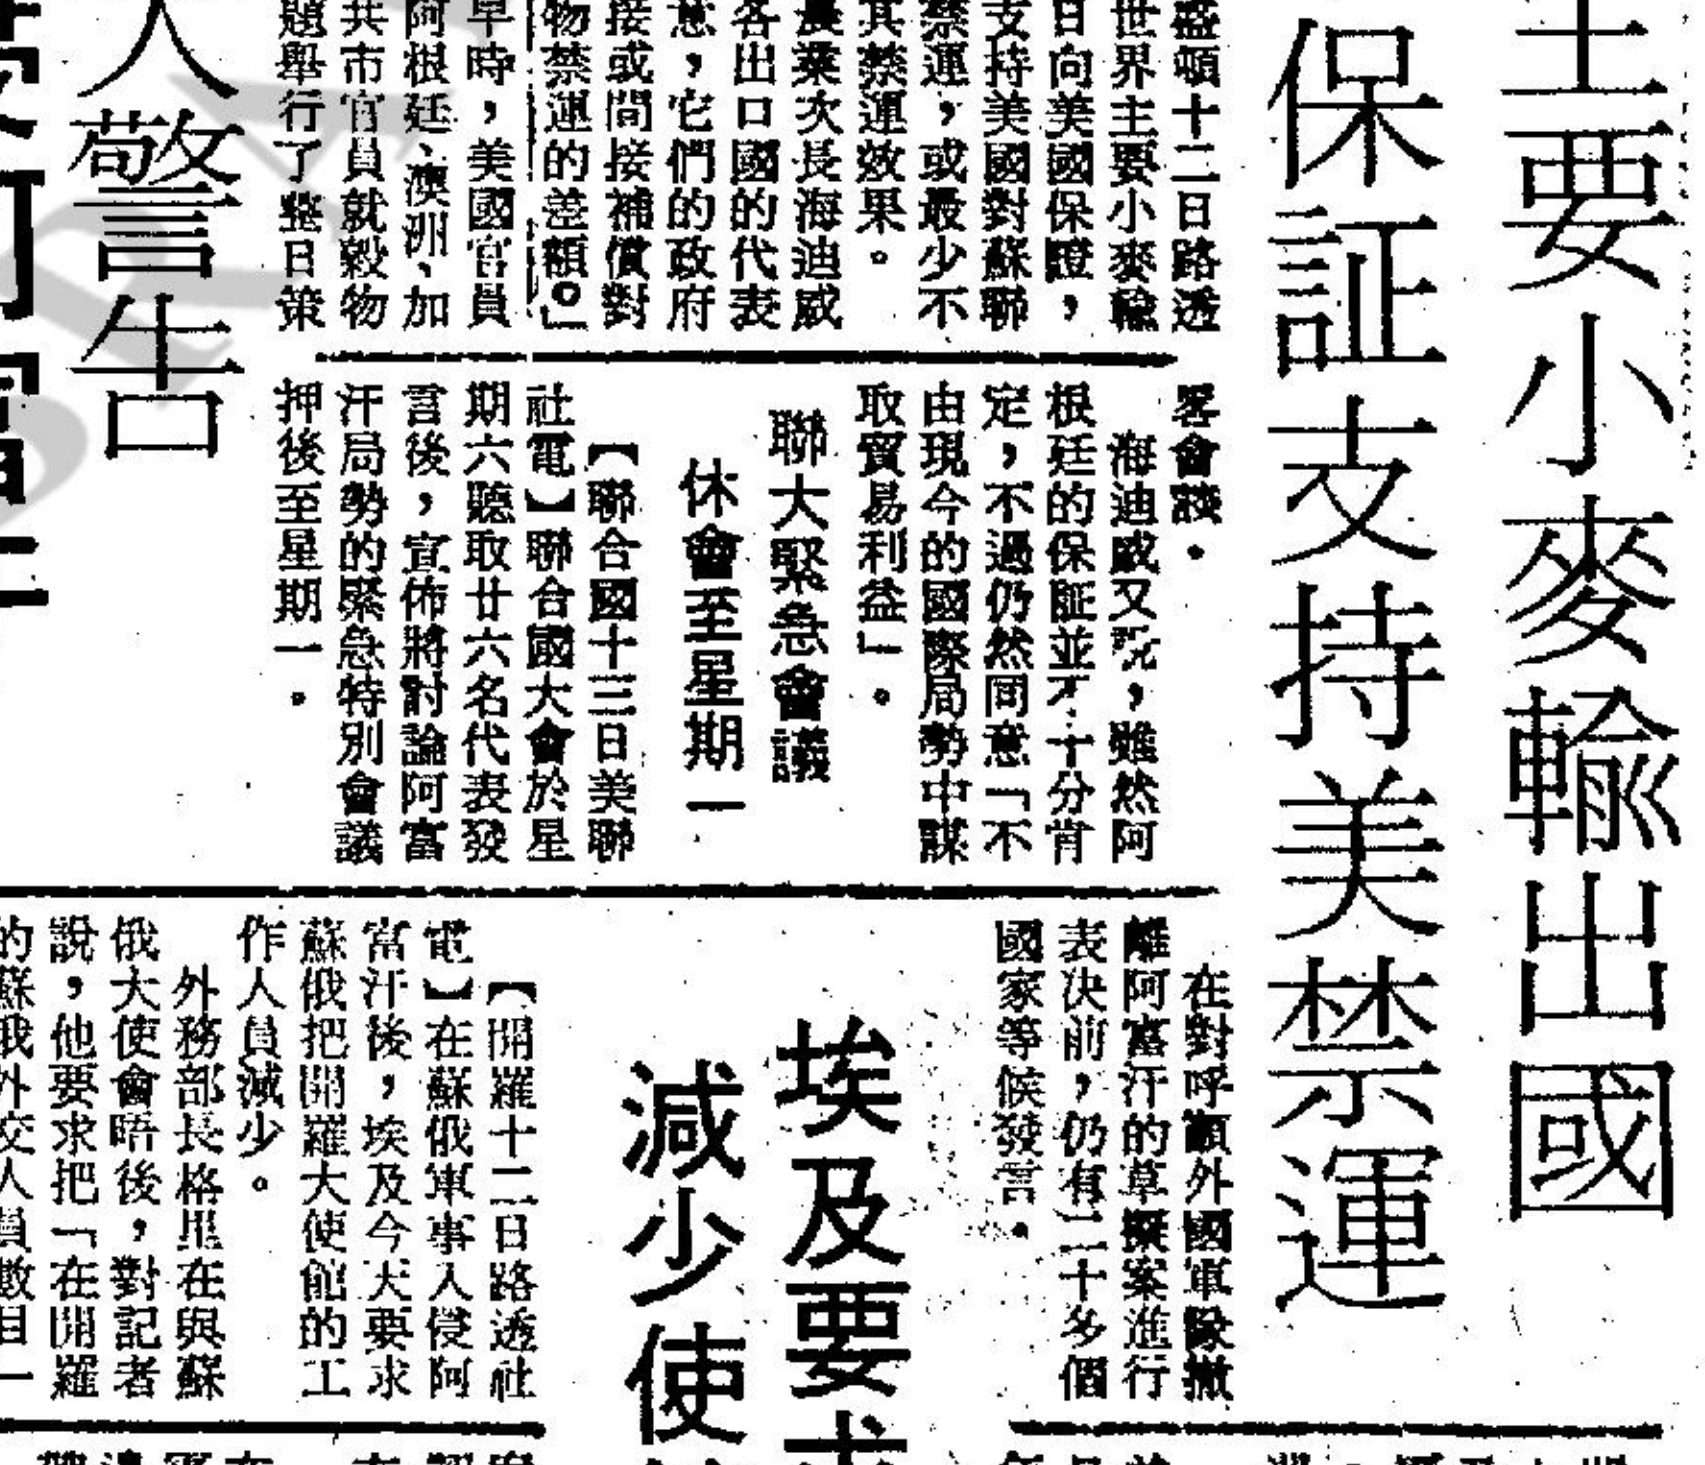 主要小麥輸出國
保証支持美禁運
盛頓十二日路透
世界主要小麥輸
日向美國保證，
支持美國對蘇聯
禁運，或最少不
其禁運效果。
農業次長海迪威
各出口國的代表
意，它們的政府
接或間接補償對
物禁運的差額。」
早時，美國官員
阿根廷、澳洲、加
共市官員就穀物
題舉行了整日策
畧會談。
海迪威又說，雖然阿
根廷的保証並不十分肯
定，不過仍然同意「不
由現今的國際局勢中謀
取貿易利益」。
聯大緊急會議
休會至星期一
【聯合國十三日美聯
社電】聯合國大會於星
期六聽取廿六名代表發
言後，宣佈將討論阿富
汗局勢的緊急特別會議
押後至星期一。
在對呼籲外國軍隊撤
離阿富汗的草擬案進行
表決前，仍有二十多個
國家等候發言。
人警告
埃及要求
減少使
【開羅十二日路透社
電】在蘇俄軍事入侵阿
富汗後，埃及今天要求
蘇俄把開羅大使館的工
作人員減少。
外務部長格里在與蘇
俄大使會晤後，對記者
說，他要求把「在開羅
的蘇俄外交人員數目一